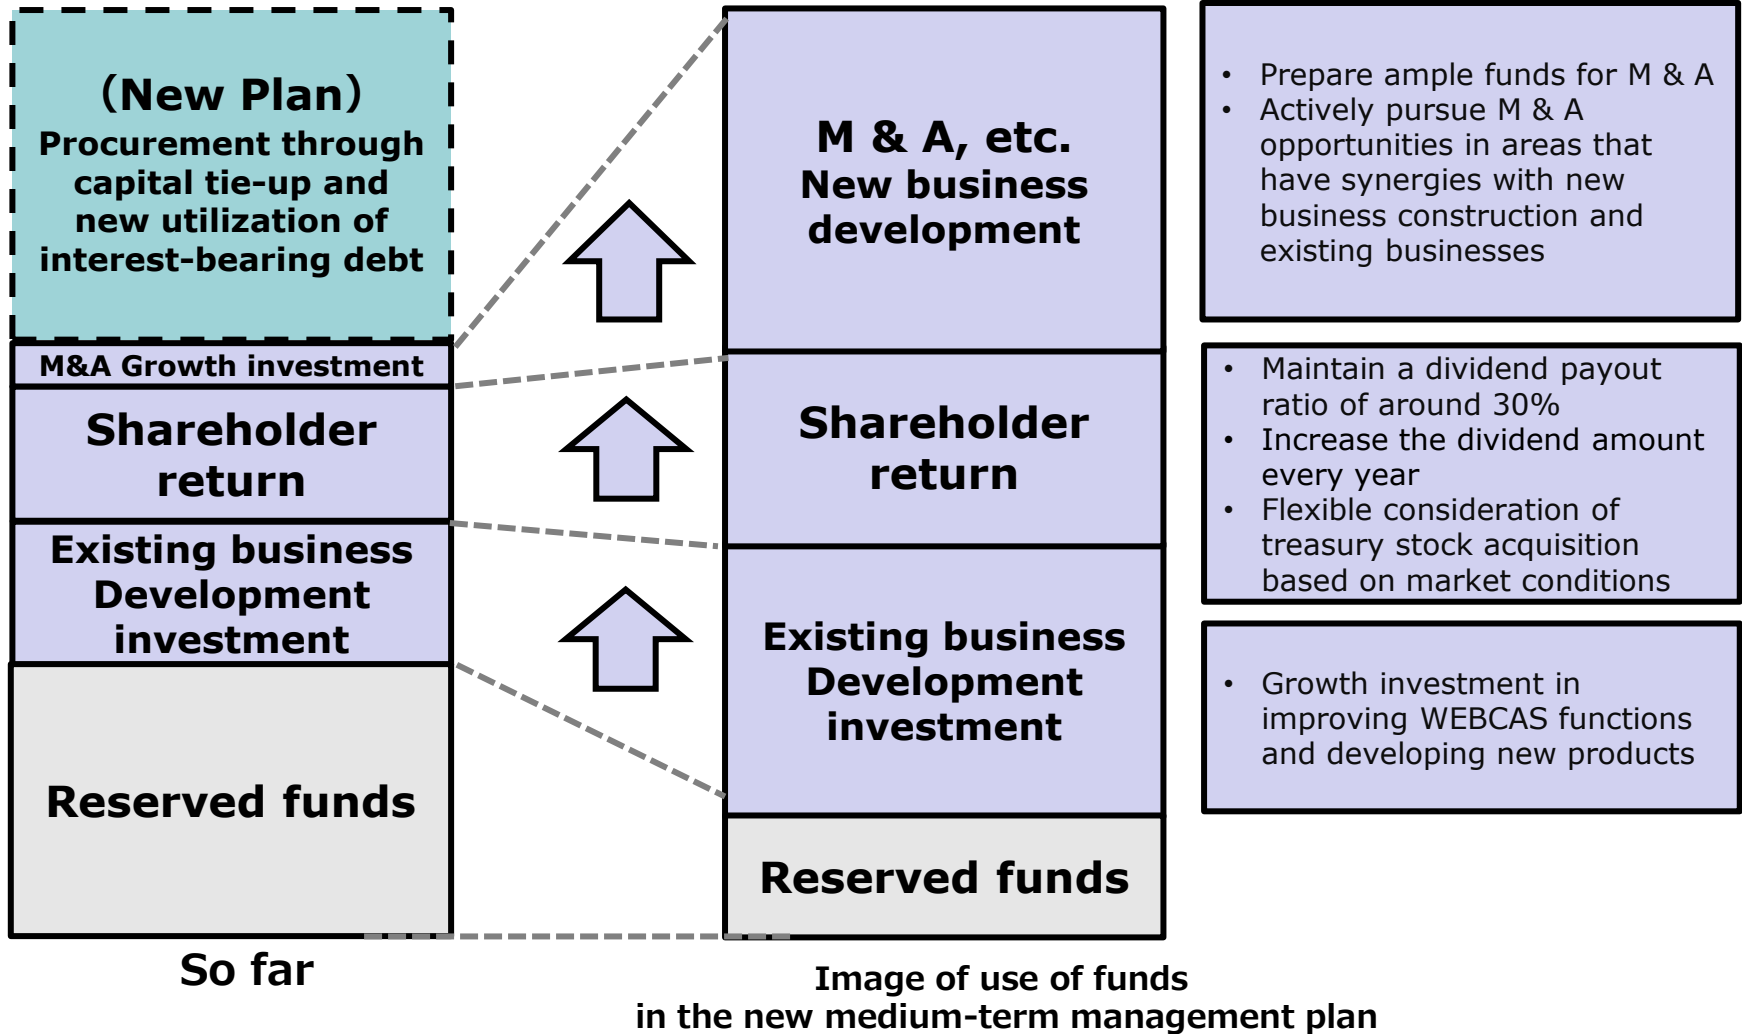 （New Plan）
Procurement through
capital tie-up and
new utilization of
interest-bearing debt
M&A Growth investment
Shareholder
return
Existing business
Development
investment
Reserved funds
So far
M & A, etc.
New business
development
Shareholder
return
Existing business
Development
investment
Reserved funds
Image of use of funds
in the new medium-term management plan
• Prepare ample funds for M & A
• Actively pursue M & A
opportunities in areas that
have synergies with new
business construction and
existing businesses
• Maintain a dividend payout
ratio of around 30%
• Increase the dividend amount
every year
• Flexible consideration of
treasury stock acquisition
based on market conditions
• Growth investment in
improving WEBCAS functions
and developing new products